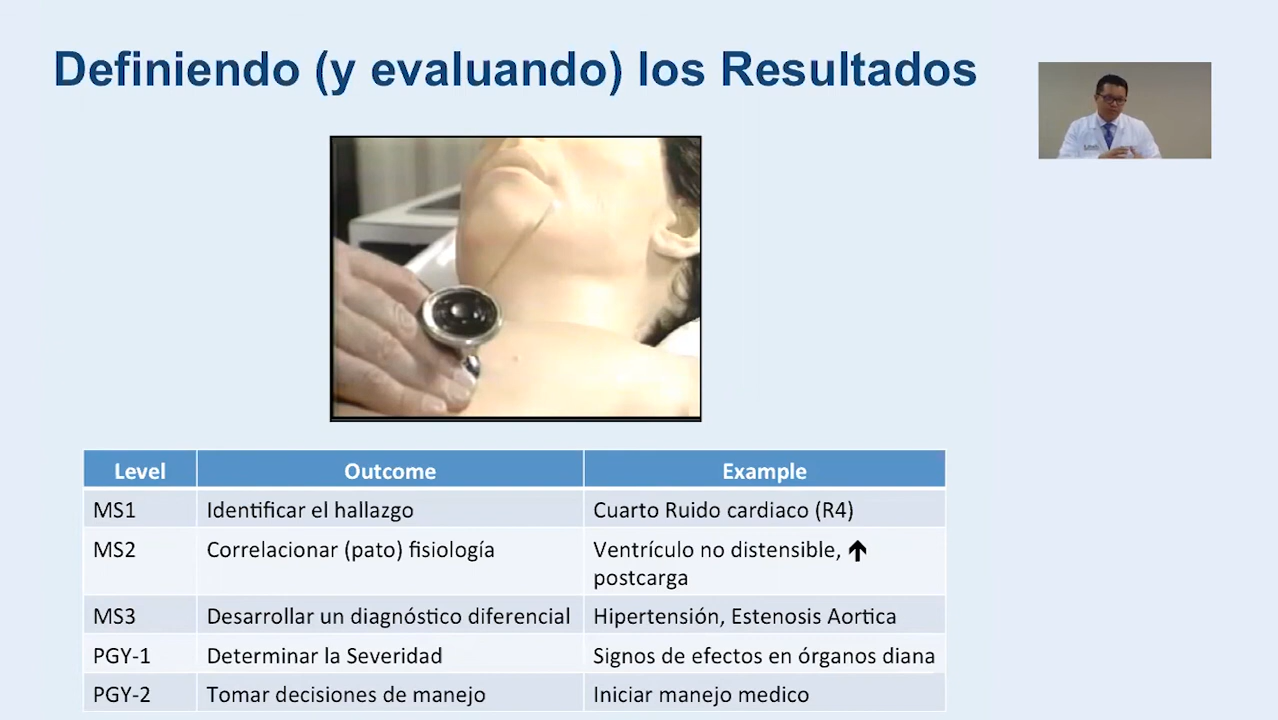 Definiendo (y evaluando) los Resultados
Level Outcome Example
MS1 Identificar el hallazgo Cuarto Ruido cardiaco (R4)
MS2 Correlacionar (pato) fisiología Ventrículo no distensible, ↑
postcarga
MS3 Desarrollar un diagnóstico diferencial Hipertensión, Estenosis Aortica
PGY-1 Determinar la Severidad Signos de efectos en órganos diana
PGY-2 Tomar decisiones de manejo Iniciar manejo medico